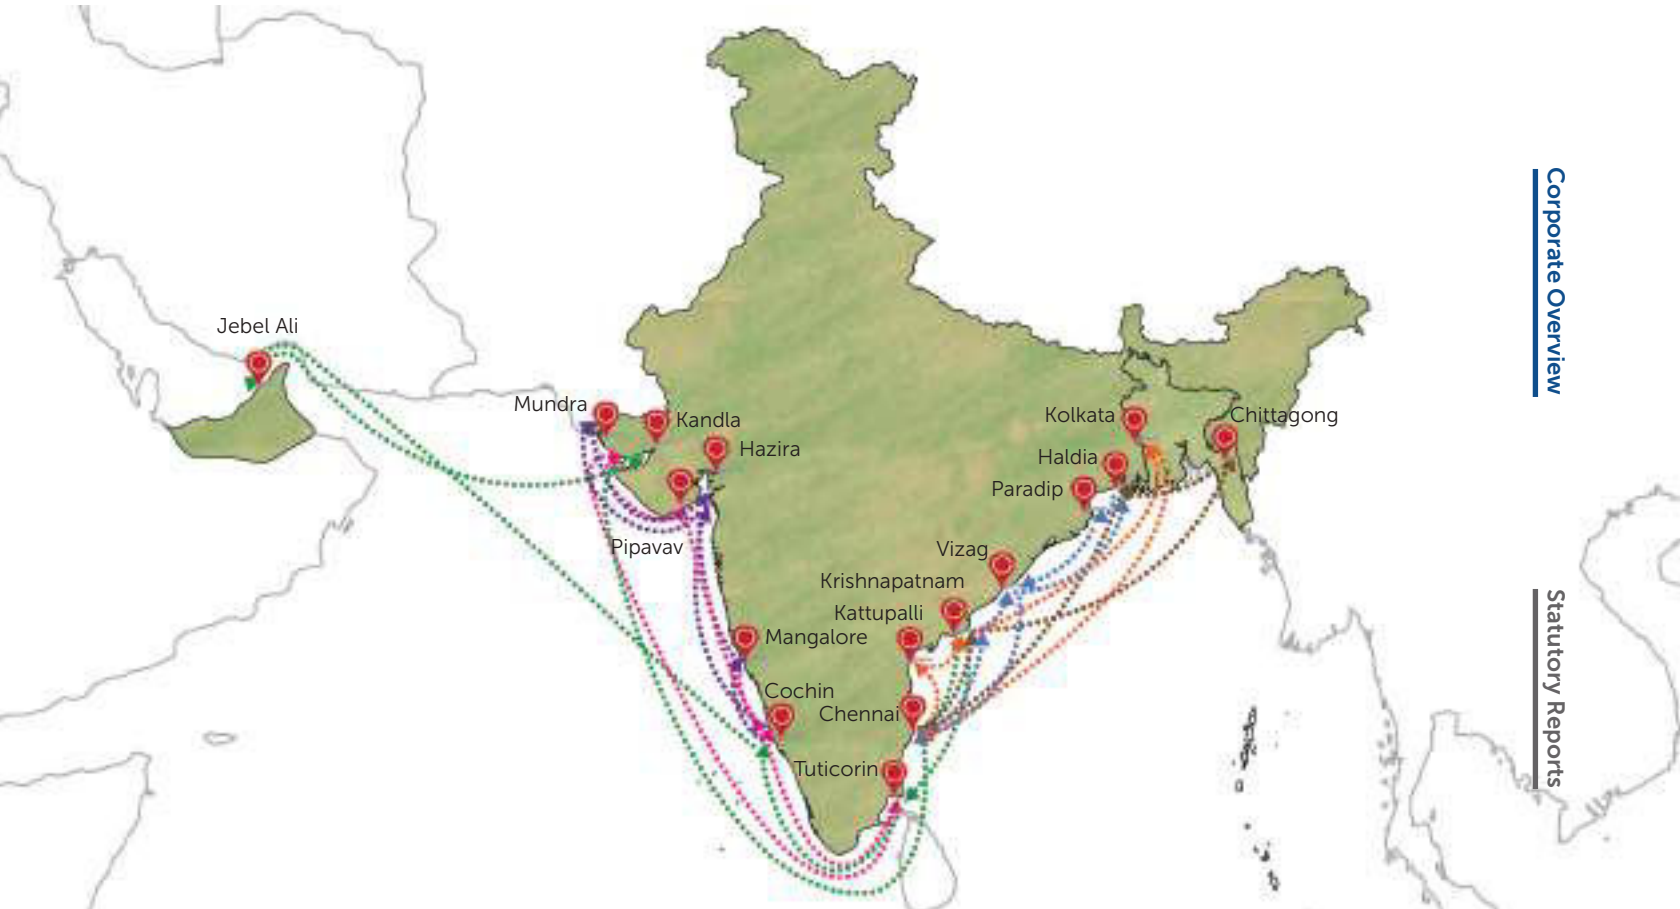 Jebel Ali
Mundra
Kandla
Hazira
Pipavav
Mangalore
Cochin
Chennai
Tuticorin
Kolkata
Chittagong
Haldia
Paradip
Vizag
Krishnapatnam
Kattupalli
Corporate Overview
Statutory Reports